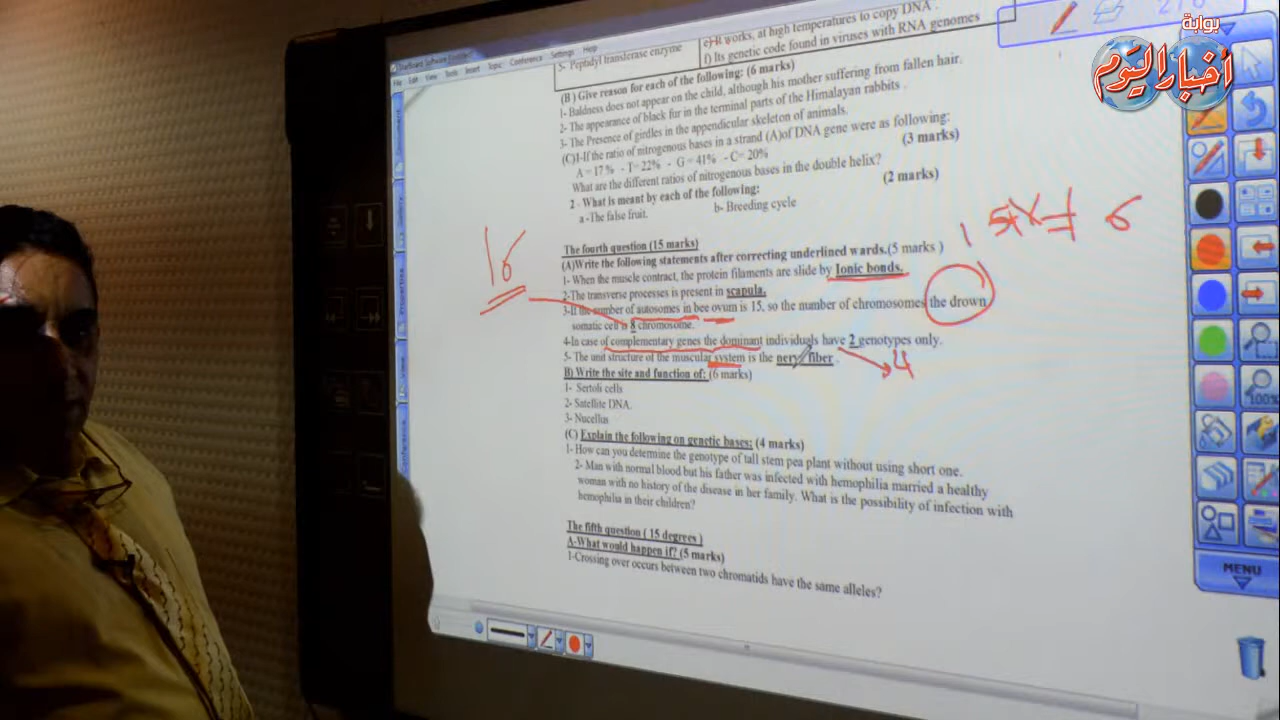 بوابة
أخبار اليوم
File Edit View Tools Insert Topic Conference Settings Help
5- Peptidyl transferase enzyme
e)-It works, at high temperatures to copy DNA .
f) Its genetic code found in viruses with RNA genomes
(B) Give reason for each of the following: (6 marks)
1- Baldness does not appear on the child, although his mother suffering from fallen hair.
2- The appearance of black fur in the terminal parts of the Himalayan rabbits .
3- The Presence of girdles in the appendicular skeleton of animals.
(C)1-If the ratio of nitrogenous bases in a strand (A)of DNA gene were as following:
A = 17% - T= 22% - G = 41% - C= 20% (3 marks)
What are the different ratios of nitrogenous bases in the double helix?
2 - What is meant by each of the following: (2 marks)
a - The false fruit. b- Breeding cycle
The fourth question (15 marks)
(A)Write the following statements after correcting underlined wards.(5 marks )
1- When the muscle contract, the protein filaments are slide by Ionic bonds.
2-The transverse processes is present in scapula.
3-If the number of autosomes in bee ovum is 15, so the number of chromosomes the drown
somatic cell is 8 chromosome.
4-In case of complementary genes the dominant individuals have 2 genotypes only.
5- The unit structure of the muscular system is the nerv fiber .
B) Write the site and function of: (6 marks)
1- Sertoli cells
2- Satellite DNA.
3- Nucellus
(C) Explain the following on genetic bases: (4 marks)
1- How can you determine the genotype of tall stem pea plant without using short one.
2- Man with normal blood but his father was infected with hemophilia married a healthy
woman with no history of the disease in her family. What is the possibility of infection with
hemophilia in their children?
The fifth question ( 15 degrees )
A-What would happen if? (5 marks)
1-Crossing over occurs between two chromatids have the same alleles?
16
4
6
100%
MENU